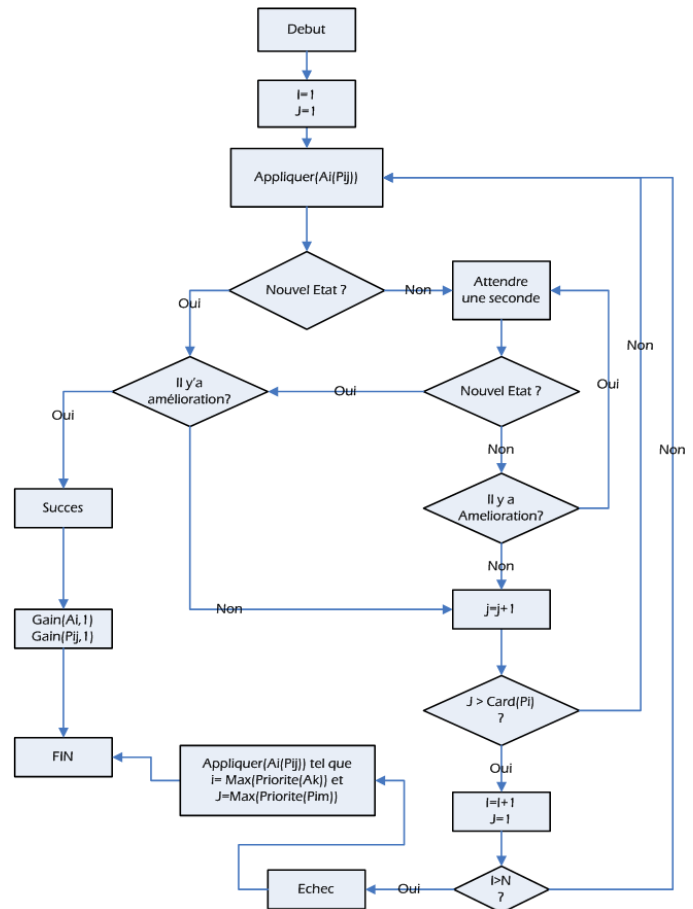 Debut
I=1
J=1
Appliquer(Ai(Pij))
Nouvel Etat ?
Non
Attendre
une seconde
Oui
Non
Il y'a
amélioration?
Oui
Nouvel Etat ?
Oui
Non
Oui
Non
Succes
Il y a
Amelioration?
Non
Gain(Ai,1)
Gain(Pij,1)
Non
j=j+1
J > Card(Pi)
?
FIN
Appliquer(Ai(Pij)) tel que
i= Max(Priorite(Ak)) et
J=Max(Priorite(Pim))
Oui
I=I+1
J=1
Echec
Oui
I>N
?